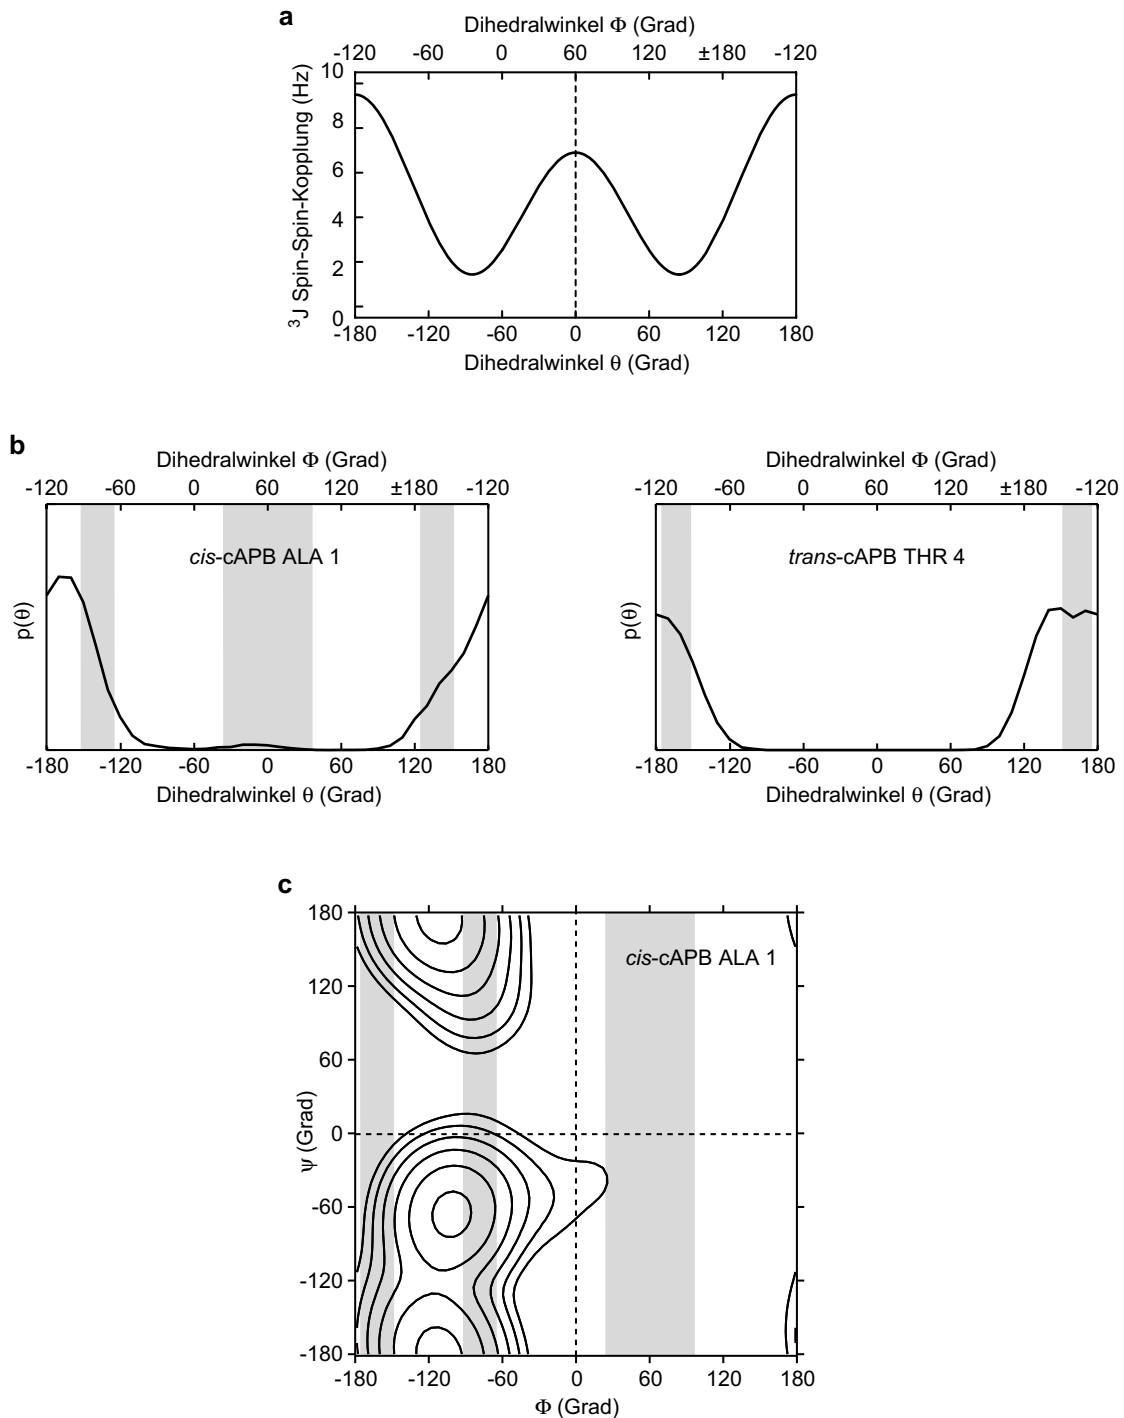 a
Dihedralwinkel Φ (Grad)
-120 -60 0 60 120 ±180 -120
³J Spin-Spin-Kopplung (Hz)
10
8
6
4
2
0
-180 -120 -60 0 60 120 180
Dihedralwinkel θ (Grad)
b
Dihedralwinkel Φ (Grad)
-120 -60 0 60 120 ±180 -120
cis-cAPB ALA 1
p(θ)
-180 -120 -60 0 60 120 180
Dihedralwinkel θ (Grad)
Dihedralwinkel Φ (Grad)
-120 -60 0 60 120 ±180 -120
trans-cAPB THR 4
p(θ)
-180 -120 -60 0 60 120 180
Dihedralwinkel θ (Grad)
c
180
120
60
0
-60
-120
-180
ψ (Grad)
cis-cAPB ALA 1
-180 -120 -60 0 60 120 180
Φ (Grad)